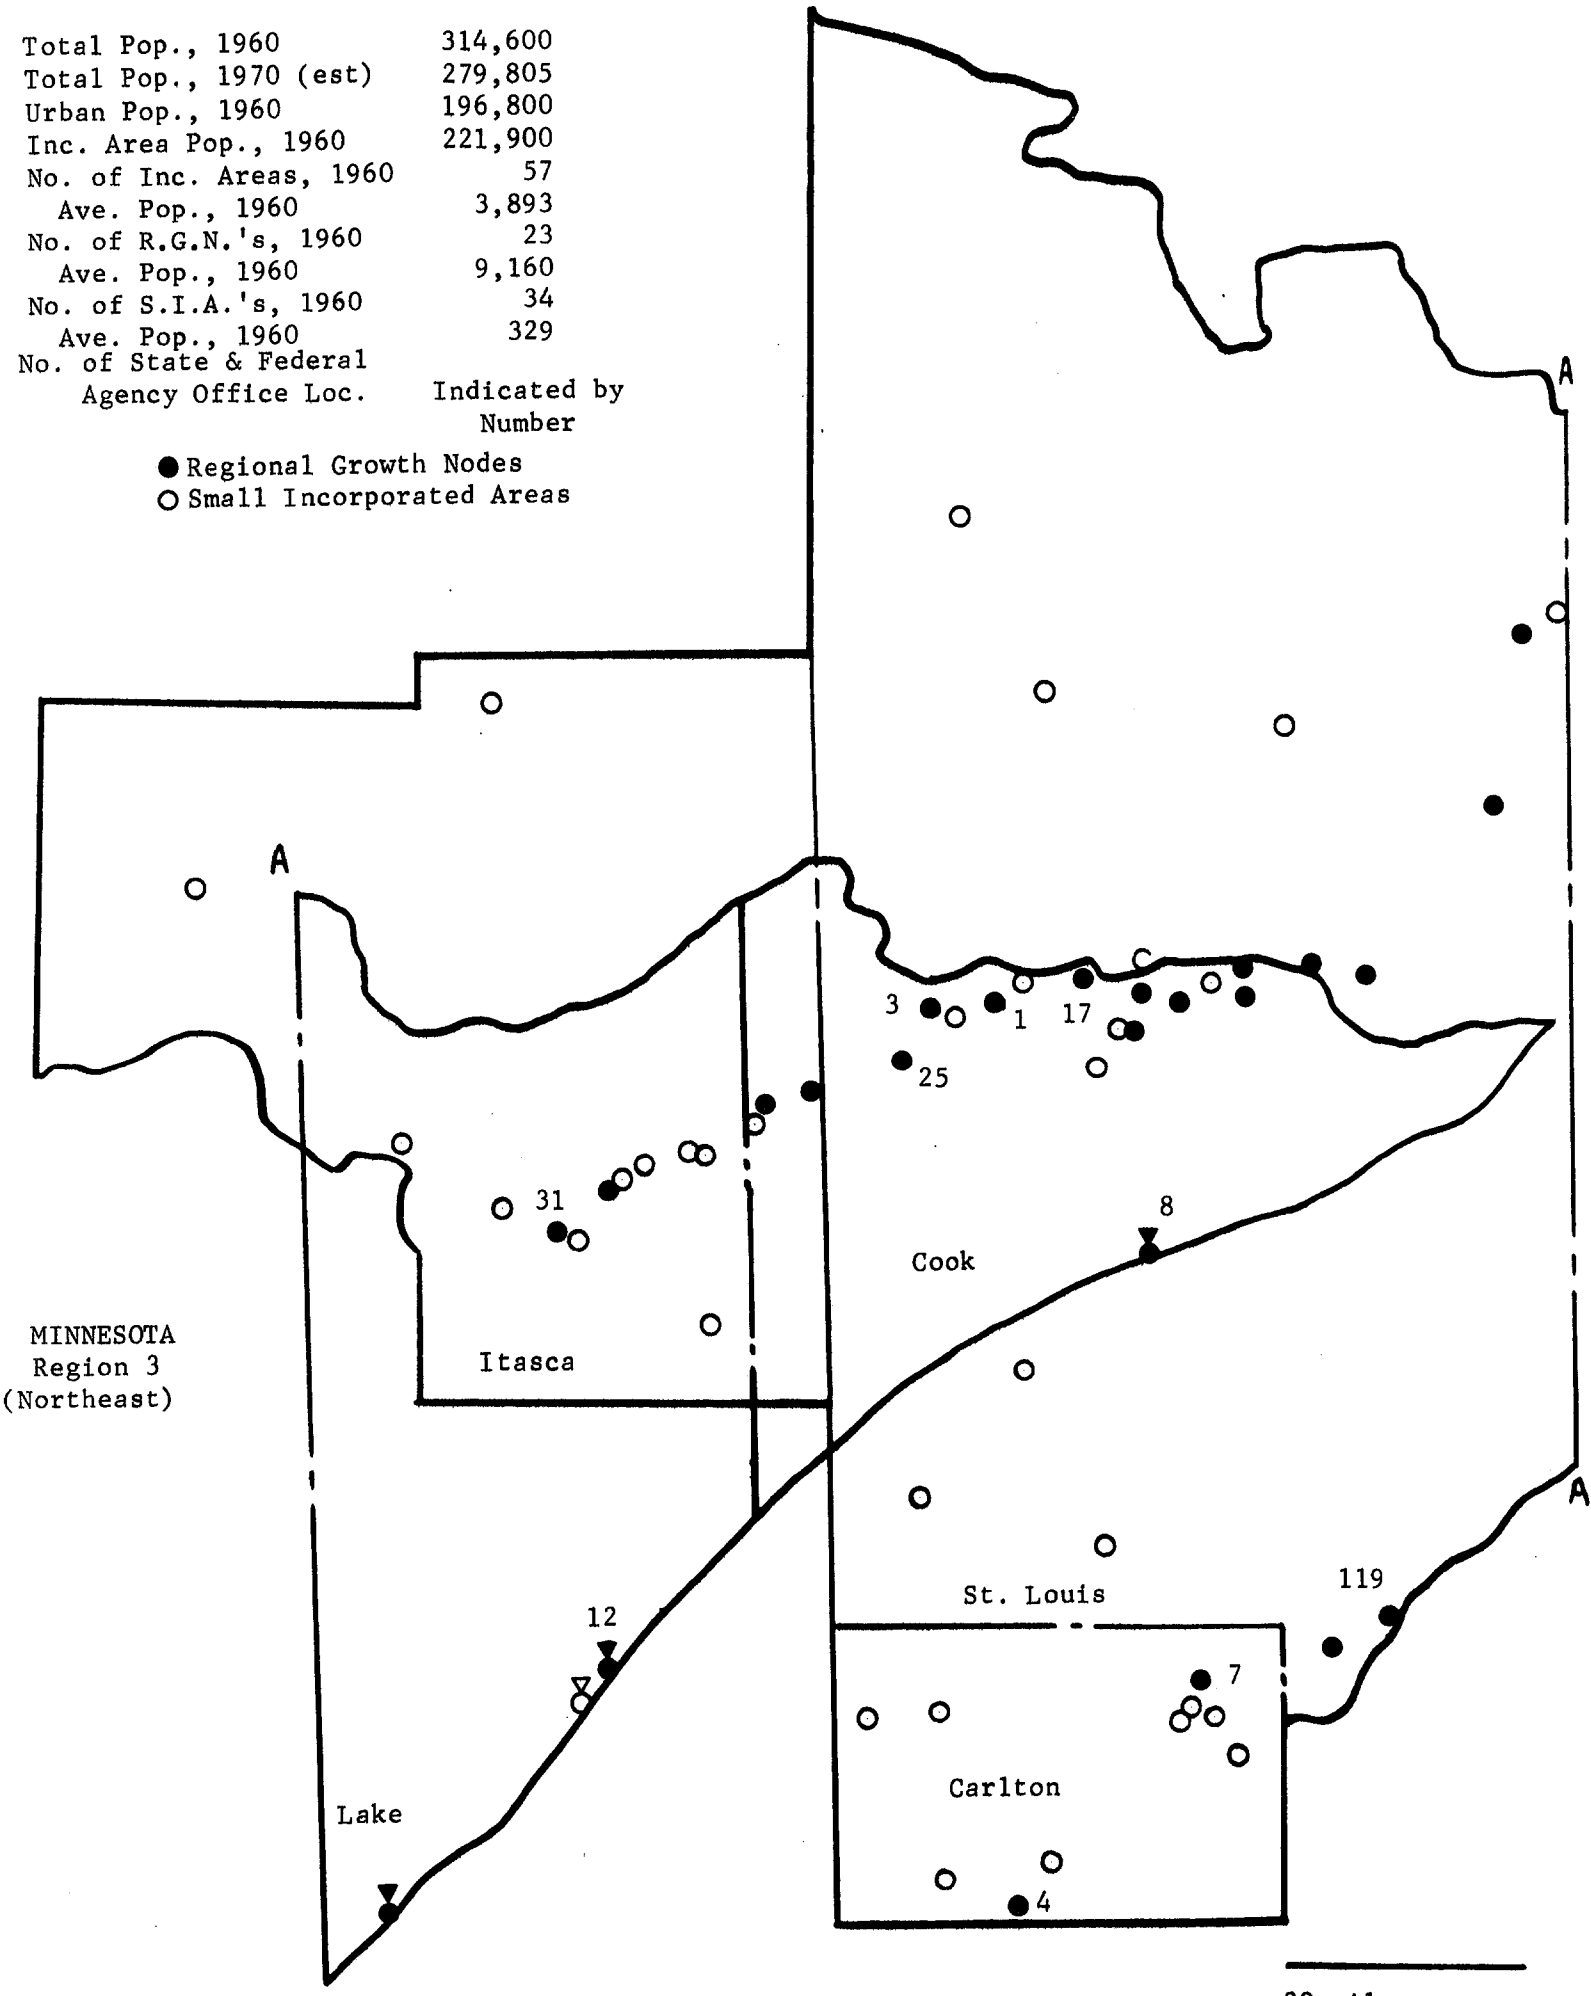 Total Pop., 1960 314,600
Total Pop., 1970 (est) 279,805
Urban Pop., 1960 196,800
Inc. Area Pop., 1960 221,900
No. of Inc. Areas, 1960 57
Ave. Pop., 1960 3,893
No. of R.G.N.'s, 1960 23
Ave. Pop., 1960 9,160
No. of S.I.A.'s, 1960 34
Ave. Pop., 1960 329
No. of State & Federal
Agency Office Loc. Indicated by
Number
Regional Growth Nodes
Small Incorporated Areas
A
A
3
1
17
25
31
8
Cook
MINNESOTA
Region 3
(Northeast)
Itasca
A
119
St. Louis
12
7
Carlton
Lake
4